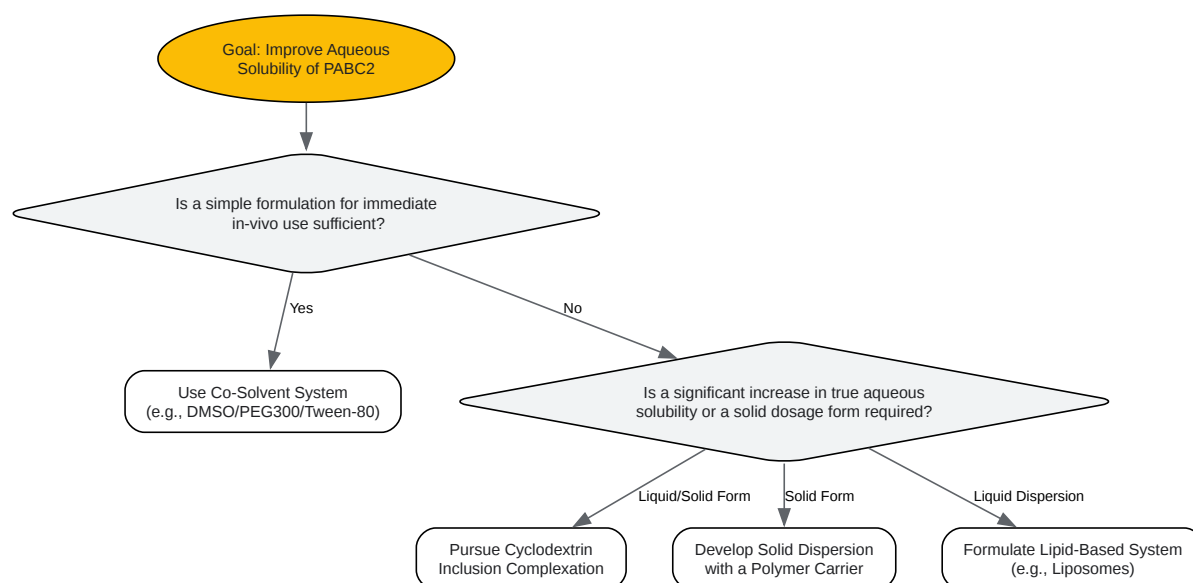 Goal: Improve Aqueous
Solubility of PABC2
Is a simple formulation for immediate
in-vivo use sufficient?
Yes
No
Use Co-Solvent System
(e.g., DMSO/PEG300/Tween-80)
Is a significant increase in true aqueous
solubility or a solid dosage form required?
Liquid/Solid Form
Solid Form
Liquid Dispersion
Pursue Cyclodextrin
Inclusion Complexation
Develop Solid Dispersion
with a Polymer Carrier
Formulate Lipid-Based System
(e.g., Liposomes)